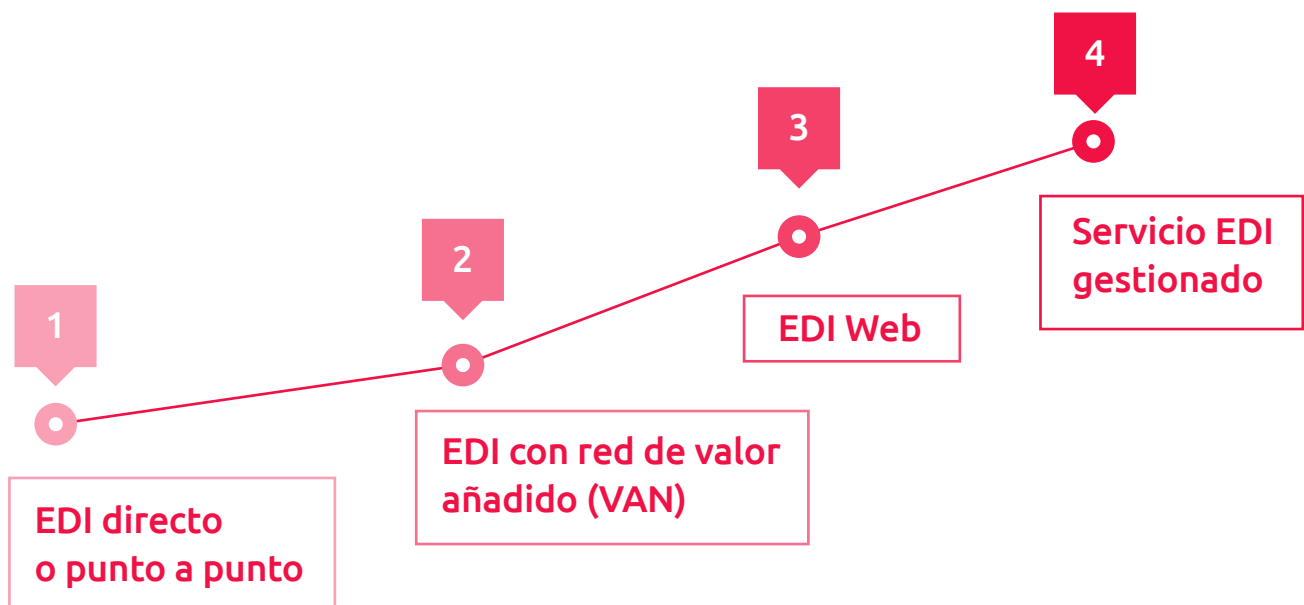 1
EDI directo
o punto a punto
2
EDI con red de valor
añadido (VAN)
3
EDI Web
4
Servicio EDI
gestionado